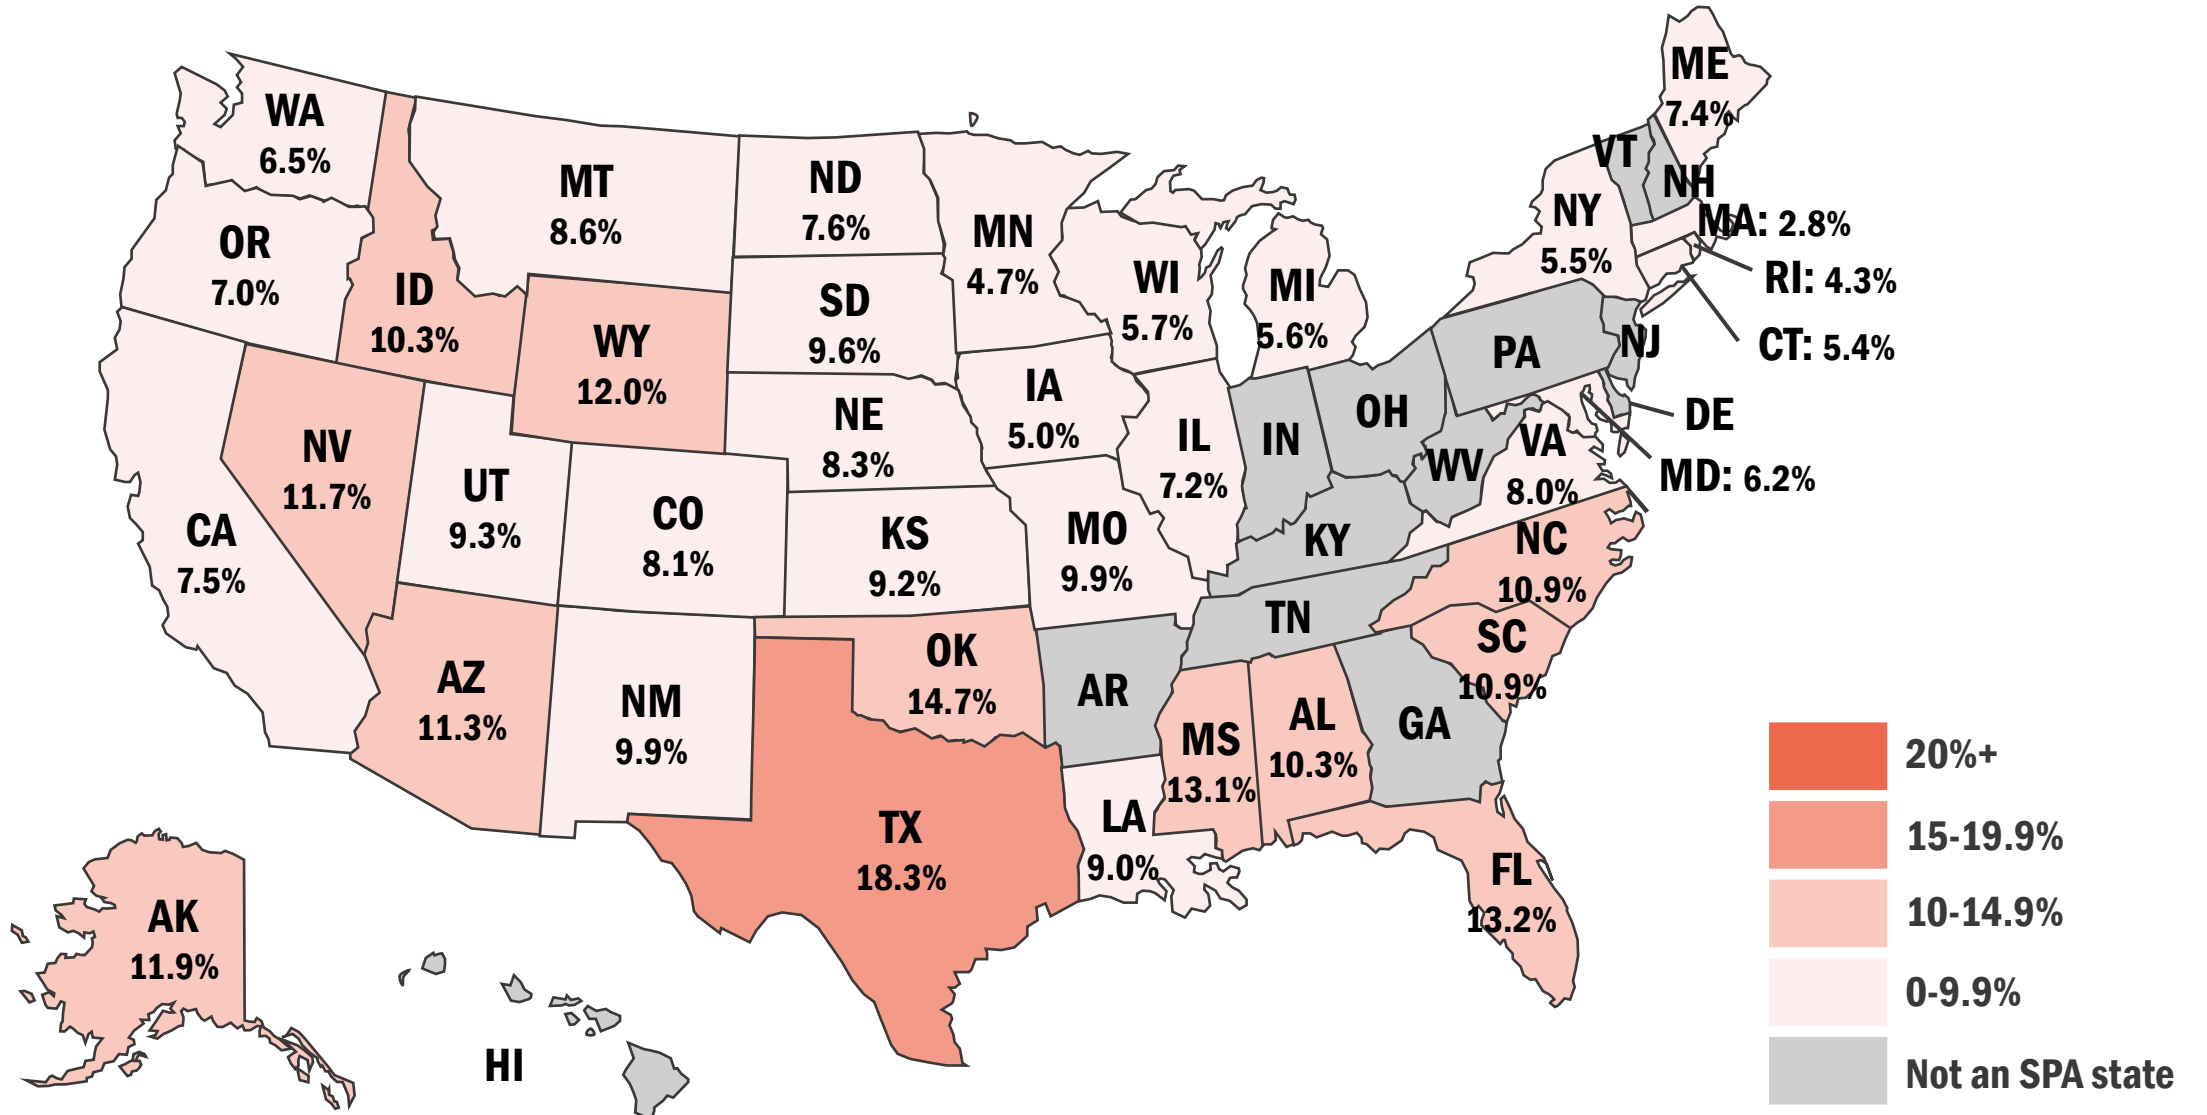 ME
7.4%
WA
6.5%
VT
NH
MT
8.6%
ND
7.6%
MN
4.7%
NY
5.5%
MA: 2.8%
OR
7.0%
ID
10.3%
WI
5.7%
MI
5.6%
RI: 4.3%
SD
9.6%
WY
12.0%
PA
NJ
CT: 5.4%
IA
5.0%
NE
8.3%
OH
DE
NV
11.7%
IL
7.2%
IN
VA
8.0%
WV
MD: 6.2%
UT
9.3%
CO
8.1%
CA
7.5%
KS
9.2%
MO
9.9%
KY
NC
10.9%
TN
SC
10.9%
OK
14.7%
AZ
11.3%
NM
9.9%
AR
MS
13.1%
AL
10.3%
GA
TX
18.3%
LA
9.0%
FL
13.2%
AK
11.9%
HI
20%+
15-19.9%
10-14.9%
0-9.9%
Not an SPA state